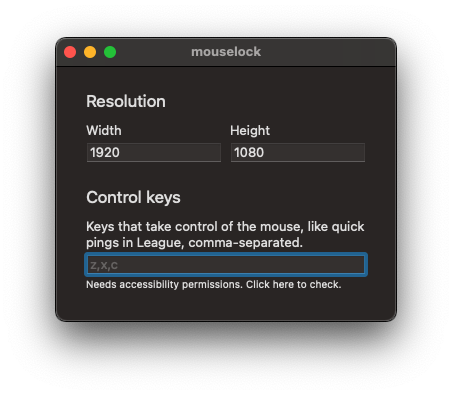 mouselock
Resolution
Width Height
1920 1080
Control keys
Keys that take control of the mouse, like quick
pings in League, comma-separated.
z,x,c
Needs accessibility permissions. Click here to check.